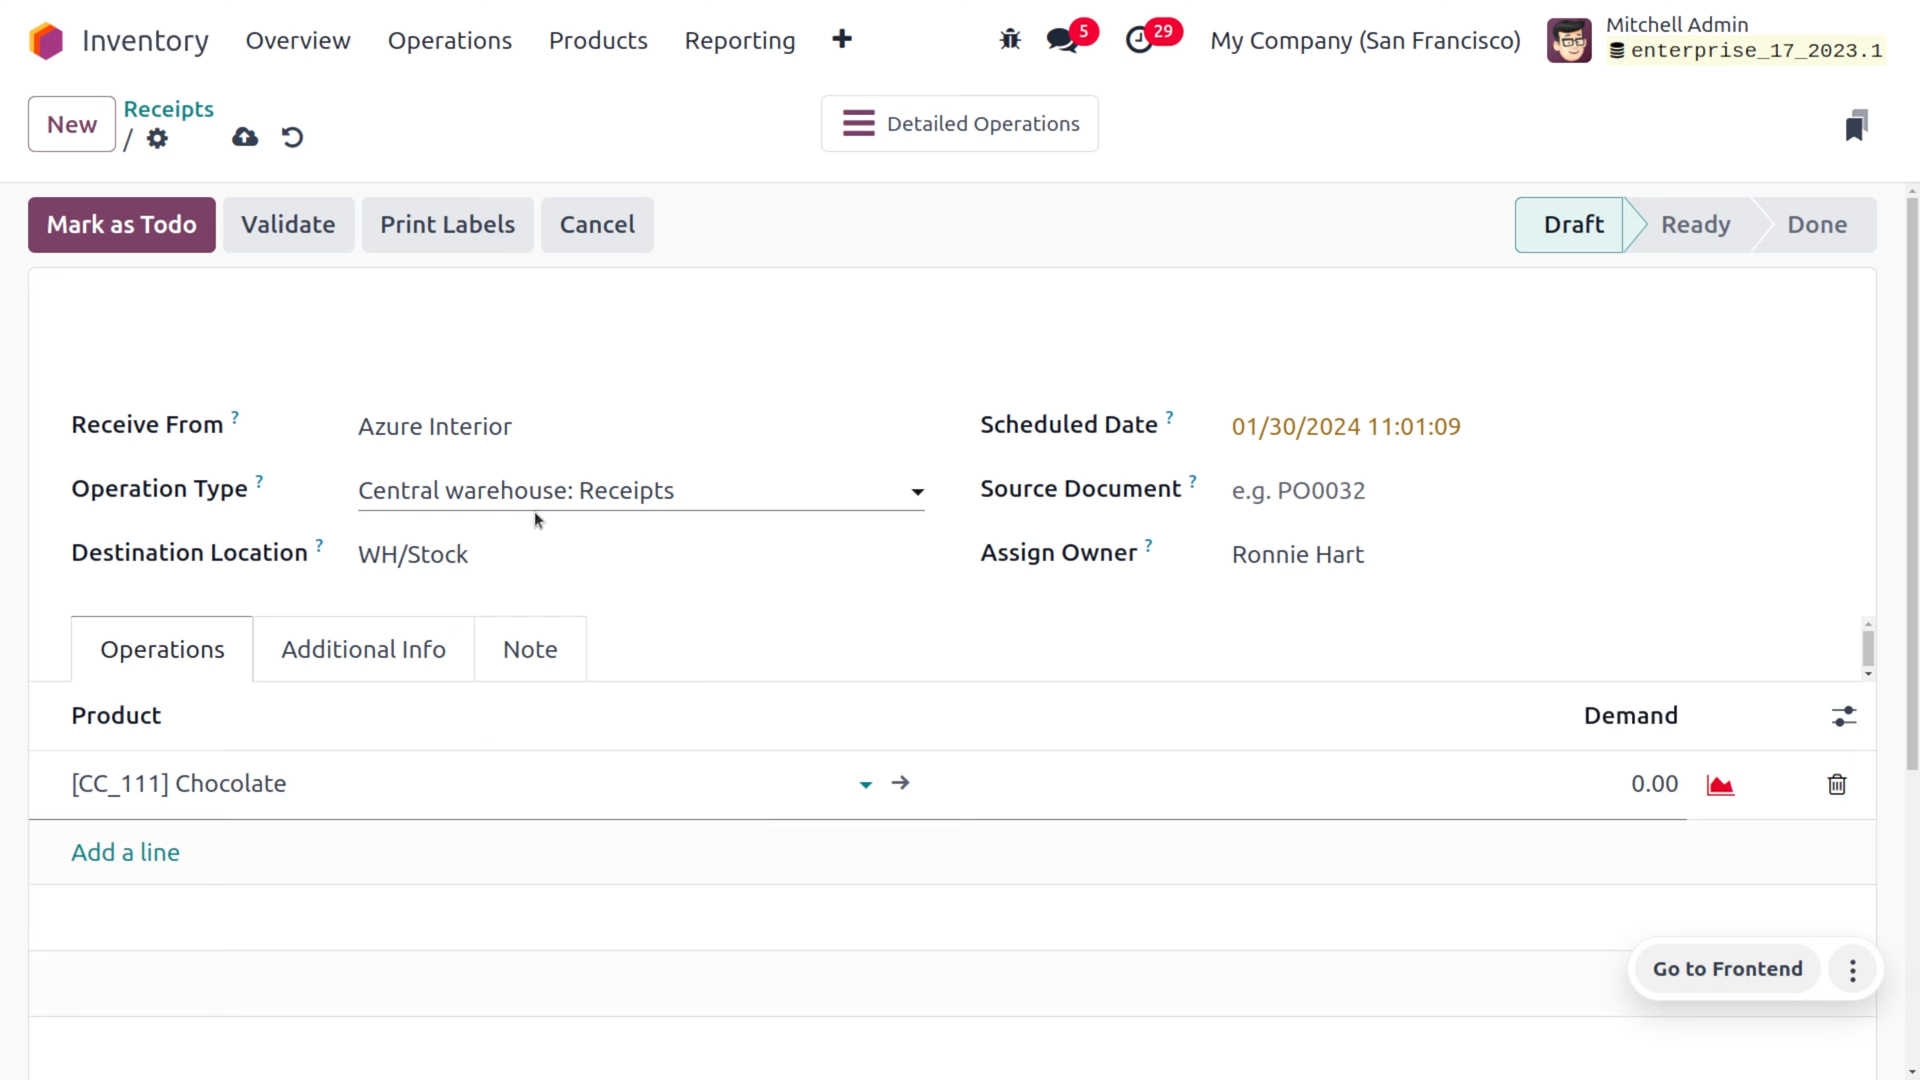 Inventory Overview Operations Products Reporting 5 29 My Company (San Francisco) Mitchell Admin
enterprise_17_2023.1
New Receipts
/
Detailed Operations
Mark as Todo Validate Print Labels Cancel Draft Ready Done
Receive From ? Azure Interior Scheduled Date ? 01/30/2024 11:01:09
Operation Type ? Central warehouse: Receipts Source Document ? e.g. PO0032
Destination Location ? WH/Stock Assign Owner ? Ronnie Hart
Operations Additional Info Note
Product Demand
[CC_111] Chocolate 0.00
Add a line
Go to Frontend